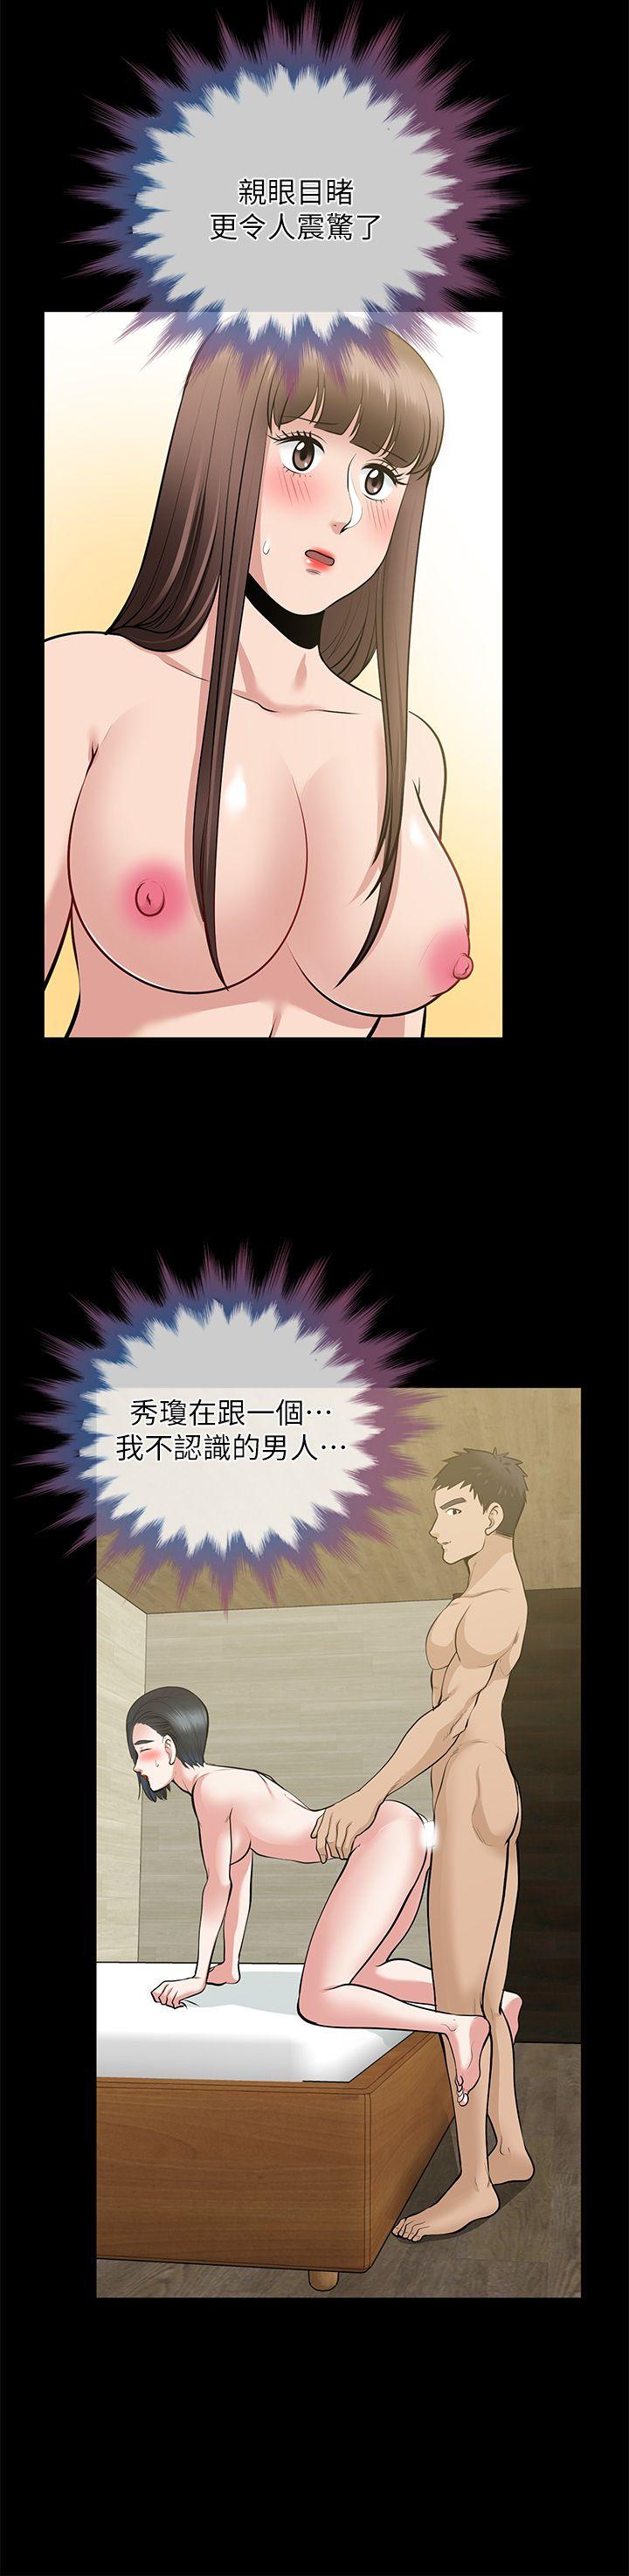 親眼目睹
更令人震驚了
秀瓊在跟一個⋯
我不認識的男人⋯